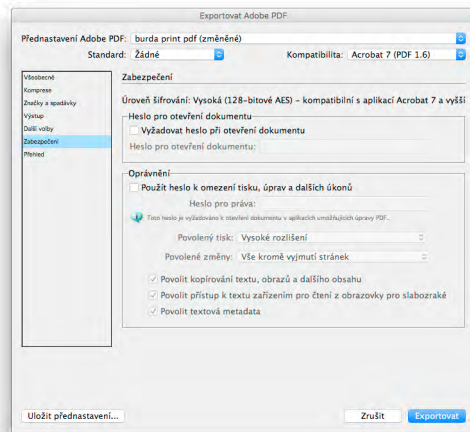 Exportovat Adobe PDF
Přednastavení Adobe PDF: burda print pdf (změněné)
Standard: Žádné Kompatibilita: Acrobat 7 (PDF 1.6)
Všeobecné
Komprese
Značky a spadávky
Výstup
Další volby
Zabezpečení
Přehled
Zabezpečení
Úroveň šifrování: Vysoká (128-bitové AES) – kompatibilní s aplikací Acrobat 7 a vyšší
Heslo pro otevření dokumentu
Vyžadovat heslo při otevření dokumentu
Heslo pro otevření dokumentu:
Oprávnění
Použít heslo k omezení tisku, úprav a dalších úkonů
Heslo pro práva:
Toto heslo je vyžadováno k otevření dokumentu v aplikacích umožňujících úpravy PDF.
Povolený tisk: Vysoké rozlišení
Povolené změny: Vše kromě vyjmutí stránek
Povolit kopírování textu, obrazů a dalšího obsahu
Povolit přístup k textu zařízením pro čtení z obrazovky pro slabozraké
Povolit textová metadata
Uložit přednastavení... Zrušit Exportovat